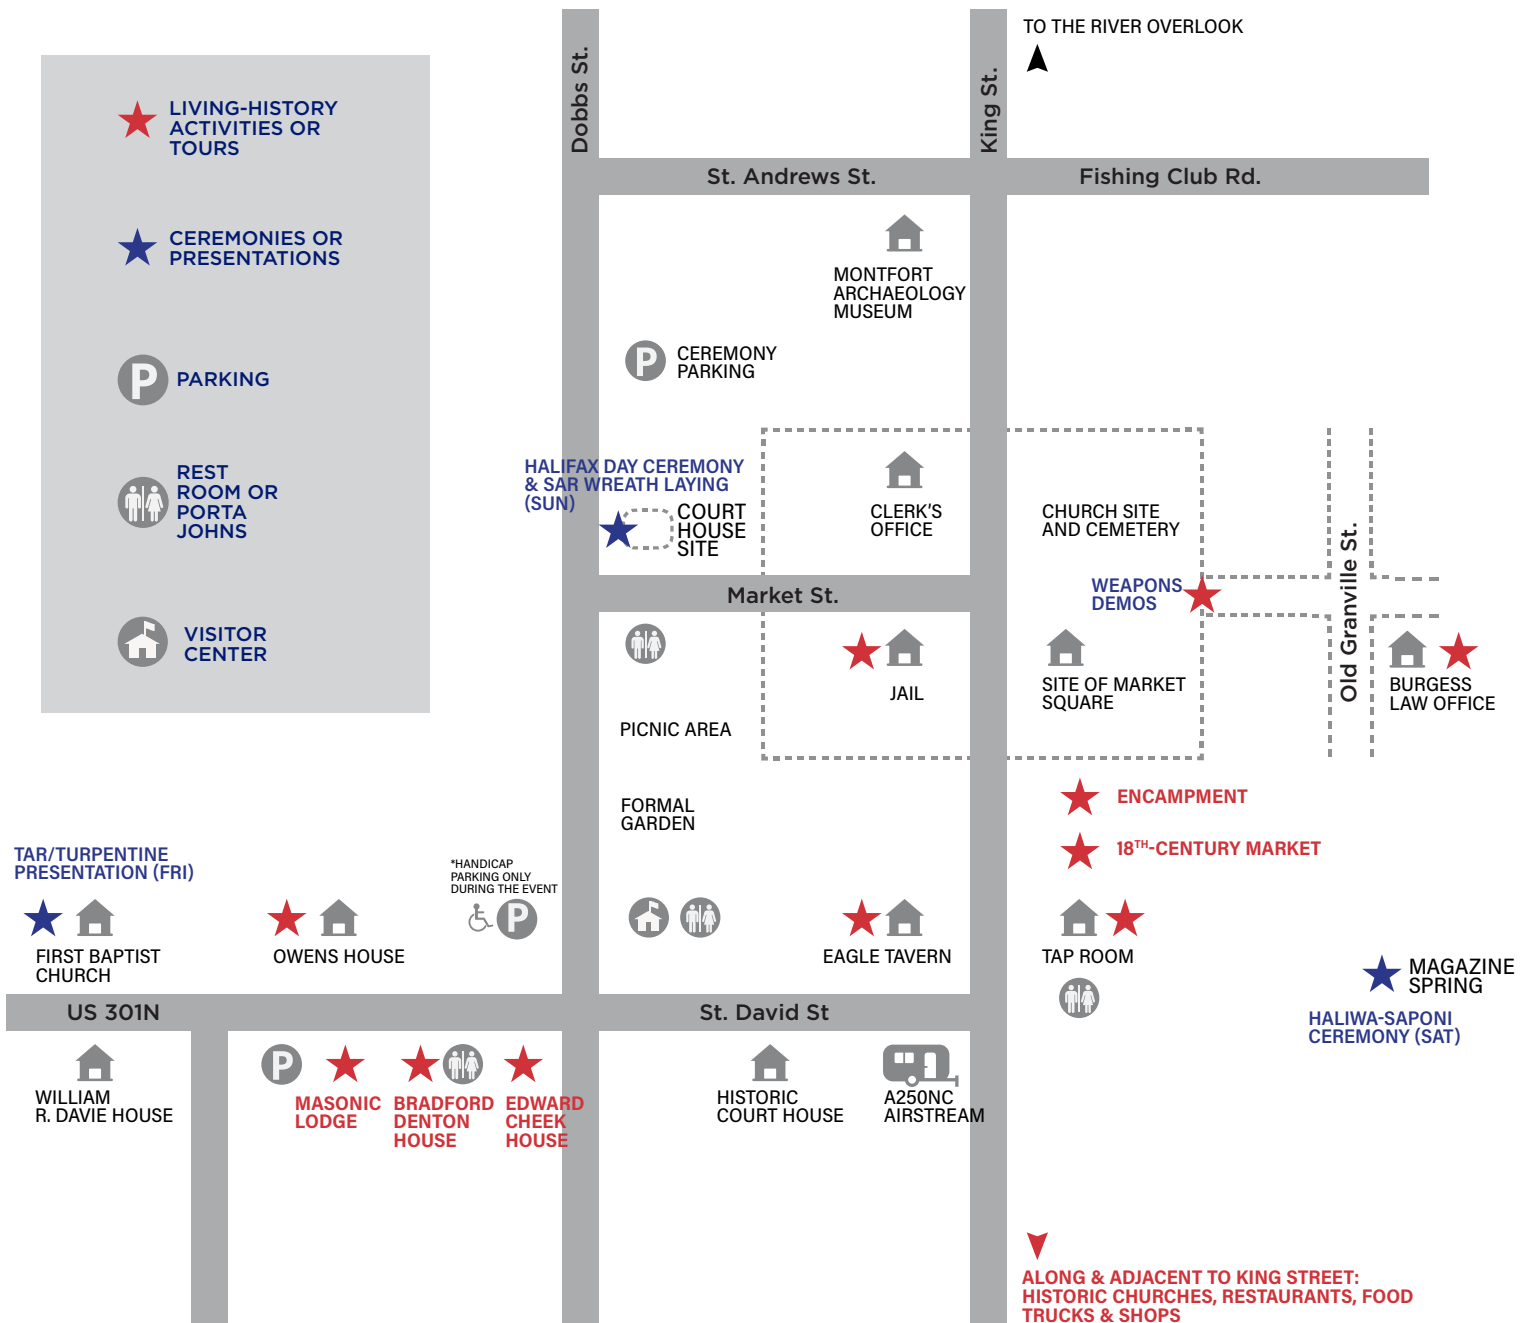 TO THE RIVER OVERLOOK
LIVING-HISTORY
ACTIVITIES OR
TOURS
CEREMONIES OR
PRESENTATIONS
P
PARKING
REST
ROOM OR
PORTA
JOHNS
VISITOR
CENTER
Dobbs St.
King St.
St. Andrews St.
Fishing Club Rd.
MONTFORT
ARCHAEOLOGY
MUSEUM
P
CEREMONY
PARKING
HALIFAX DAY CEREMONY
& SAR WREATH LAYING
(SUN)
COURT
HOUSE
SITE
CLERK'S
OFFICE
CHURCH SITE
AND CEMETERY
Market St.
WEAPONS
DEMOS
Old Granville St.
JAIL
SITE OF MARKET
SQUARE
BURGESS
LAW OFFICE
PICNIC AREA
FORMAL
GARDEN
ENCAMPMENT
18TH-CENTURY MARKET
TAR/TURPENTINE
PRESENTATION (FRI)
*HANDICAP
PARKING ONLY
DURING THE EVENT
P
FIRST BAPTIST
CHURCH
OWENS HOUSE
EAGLE TAVERN
TAP ROOM
MAGAZINE
SPRING
HALIWA-SAPONI
CEREMONY (SAT)
US 301N
St. David St
WILLIAM
R. DAVIE HOUSE
P
MASONIC
LODGE
BRADFORD
DENTON
HOUSE
EDWARD
CHEEK
HOUSE
HISTORIC
COURT HOUSE
A250NC
AIRSTREAM
ALONG & ADJACENT TO KING STREET:
HISTORIC CHURCHES, RESTAURANTS, FOOD
TRUCKS & SHOPS